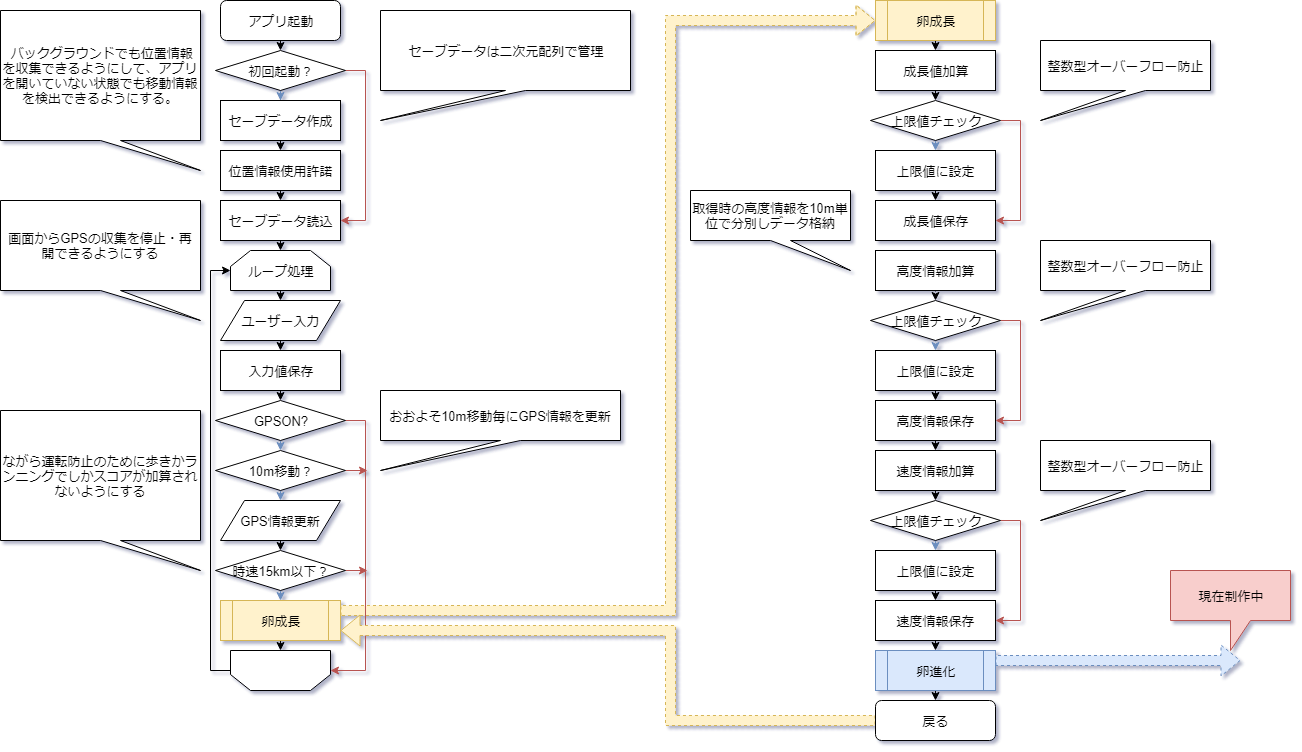 アプリ起動
バックグラウンドでも位置情報
を収集できるようにして、アプリ
を開いていない状態でも移動情報
を検出できるようにする。
初回起動？
セーブデータは二次元配列で管理
セーブデータ作成
位置情報使用許諾
セーブデータ読込
画面からGPSの収集を停止・再
開できるようにする
ループ処理
ユーザー入力
入力値保存
GPSON?
おおよそ10m移動毎にGPS情報を更新
10m移動？
ながら運転防止のために歩きかラ
ンニングでしかスコアが加算され
ないようにする
GPS情報更新
時速15km以下？
卵成長
卵成長
成長値加算
整数型オーバーフロー防止
上限値チェック
上限値に設定
成長値保存
取得時の高度情報を10m単
位で分別しデータ格納
高度情報加算
整数型オーバーフロー防止
上限値チェック
上限値に設定
高度情報保存
速度情報加算
整数型オーバーフロー防止
上限値チェック
上限値に設定
速度情報保存
現在制作中
卵進化
戻る